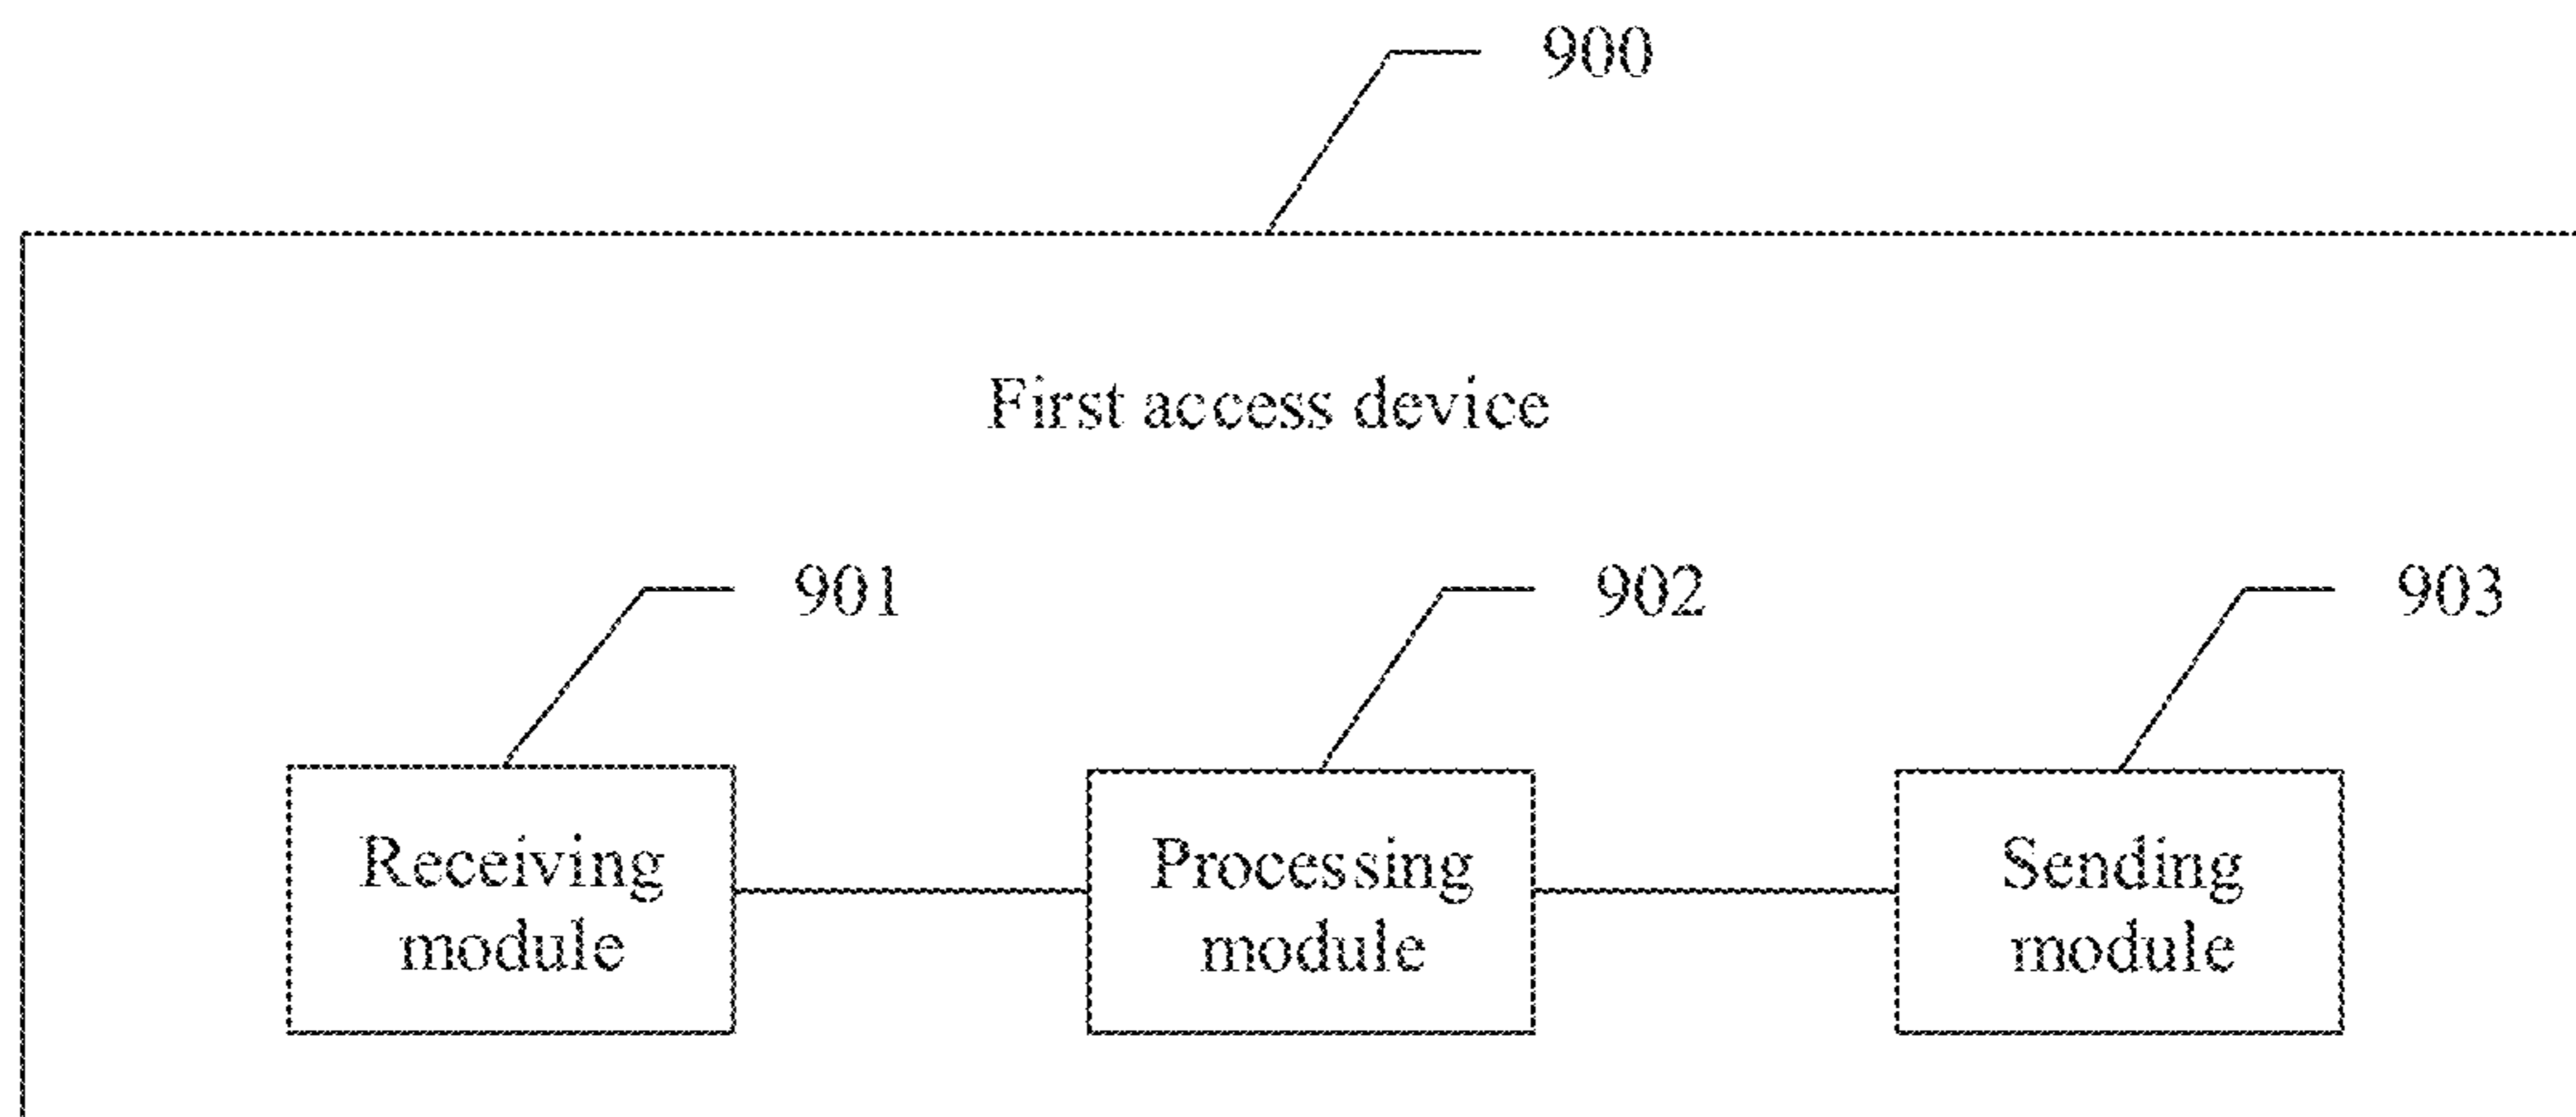 900
First access device
901
902
903
Receiving
module
Processing
module
Sending
module